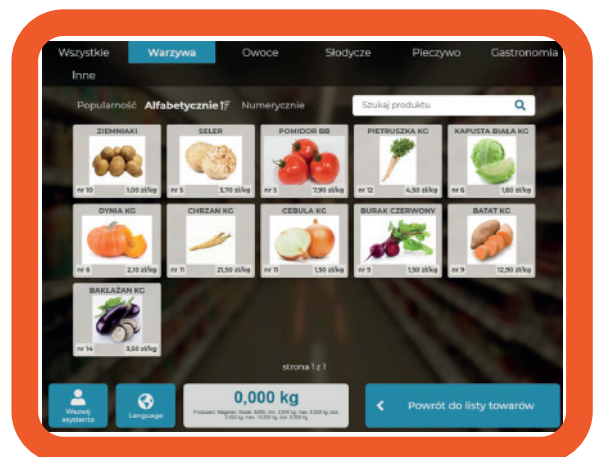 Wszystkie Warzywa Owoce Słodycze Pieczywo Gastronomia
Inne
Popularność Alfabetycznie Numerycznie Szukaj produktu
ZIEMNIAKI SELER POMIDOR BB PIETRUSZKA KG KAPUSTA BIAŁA KG
nr 10 1,00 zł/kg nr 5 3,70 zł/kg nr 5 7,90 zł/kg nr 12 4,50 zł/kg nr 6 1,60 zł/kg
DYNIA KG CHRZAN KG CEBULA KG BURAK CZERWONY BATAT KG
nr 8 2,10 zł/kg nr 11 21,50 zł/kg nr 11 1,50 zł/kg nr 9 1,50 zł/kg nr 9 12,90 zł/kg
BAKŁAŻAN KG
nr 14 3,50 zł/kg
strona 1 z 1
Wezwij asystenta
Language
0,000 kg
Powrót do listy towarów